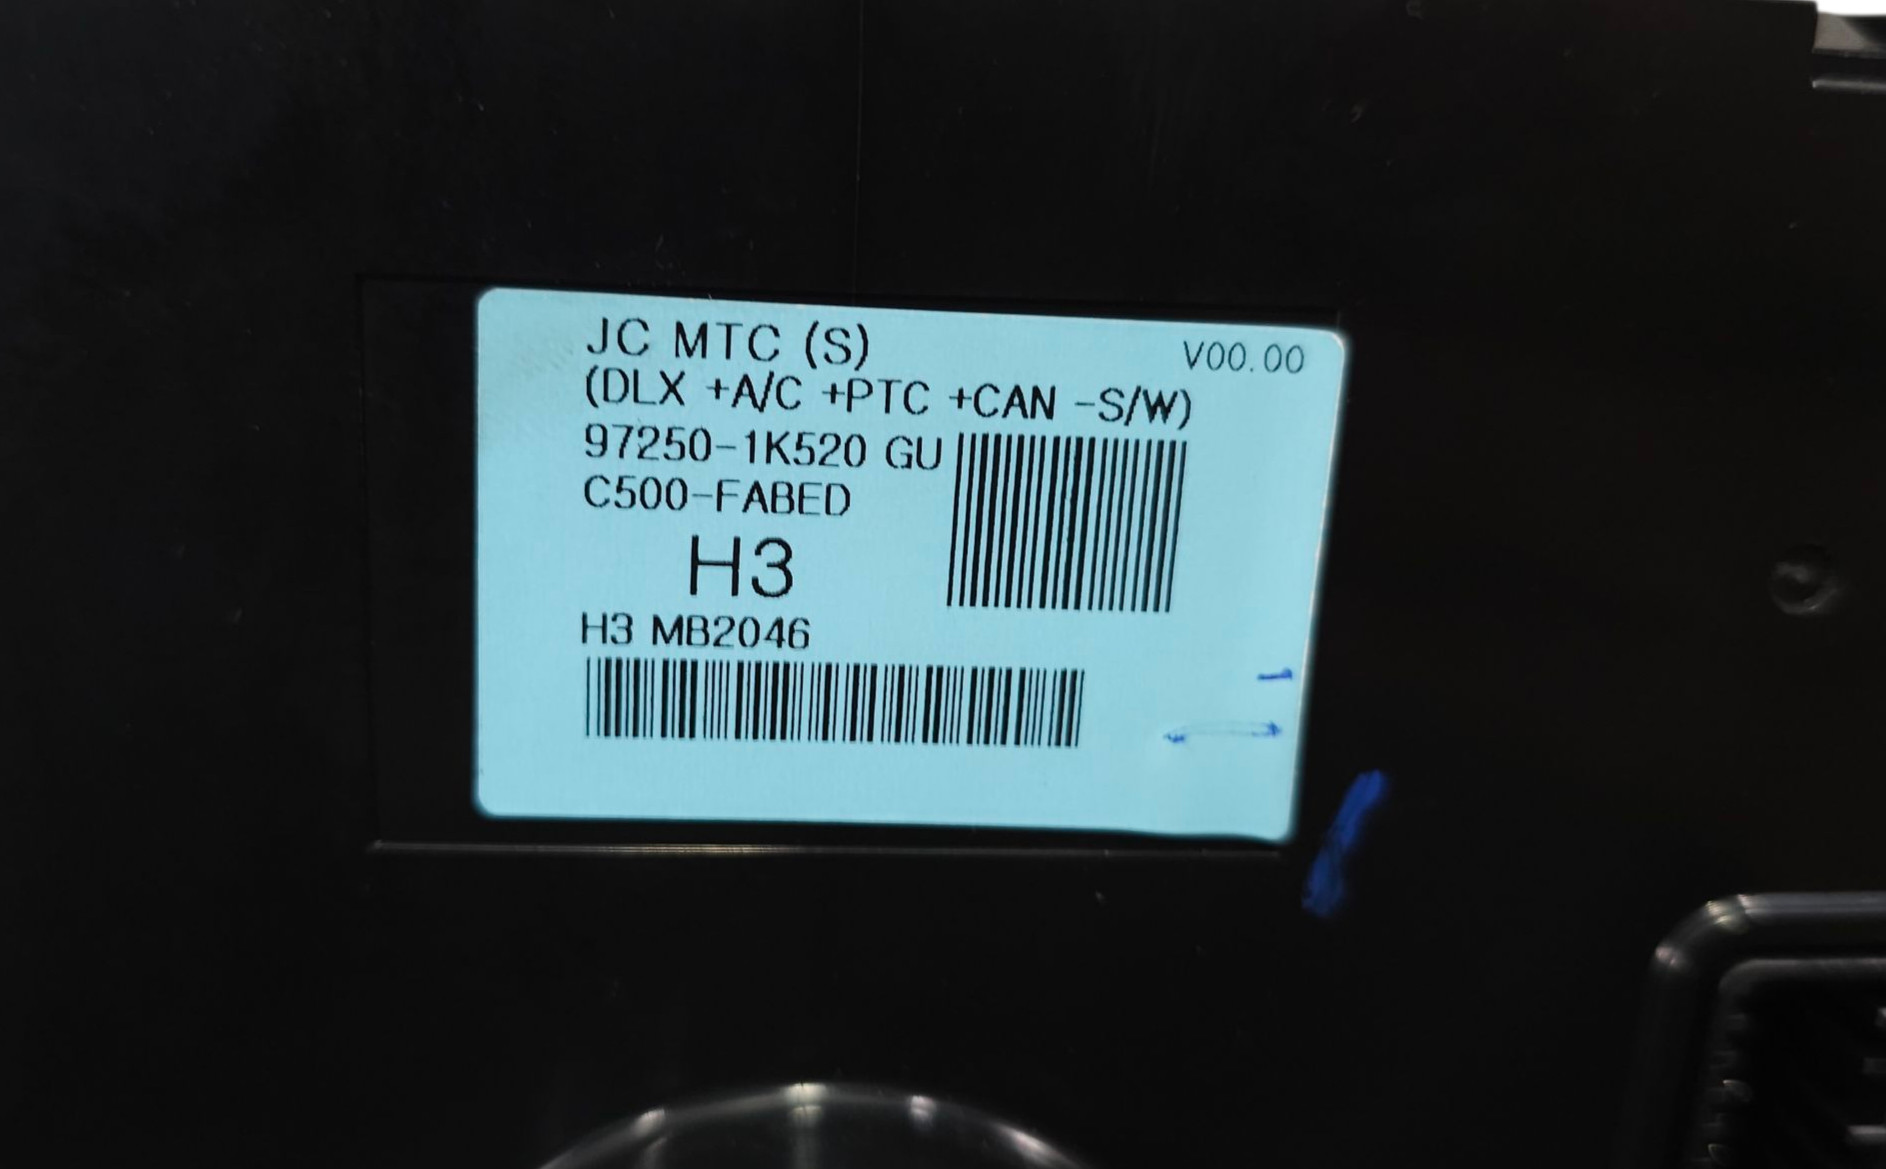 JC MTC (S)
V00.00
(DLX +A/C +PTC +CAN -S/W)
97250-1K520 GU
C500-FABED
H3
H3 MB2046